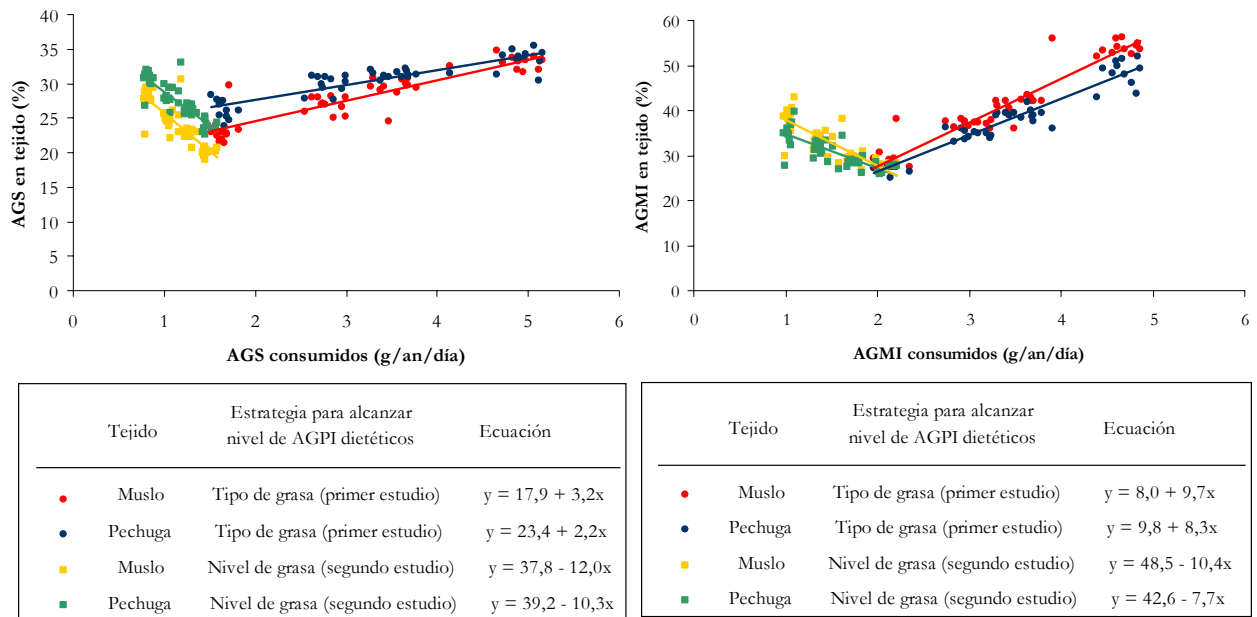 AGS en tejido (%)
40
35
30
25
20
15
10
5
0
0 1 2 3 4 5 6
AGS consumidos (g/an/día)
AGMI en tejido (%)
60
50
40
30
20
10
0
0 1 2 3 4 5 6
AGMI consumidos (g/an/día)
Tejido Estrategia para alcanzar nivel de AGPI dietéticos Ecuación
Muslo Tipo de grasa (primer estudio) y = 17,9 + 3,2x
Pechuga Tipo de grasa (primer estudio) y = 23,4 + 2,2x
Muslo Nivel de grasa (segundo estudio) y = 37,8 - 12,0x
Pechuga Nivel de grasa (segundo estudio) y = 39,2 - 10,3x
Tejido Estrategia para alcanzar nivel de AGPI dietéticos Ecuación
Muslo Tipo de grasa (primer estudio) y = 8,0 + 9,7x
Pechuga Tipo de grasa (primer estudio) y = 9,8 + 8,3x
Muslo Nivel de grasa (segundo estudio) y = 48,5 - 10,4x
Pechuga Nivel de grasa (segundo estudio) y = 42,6 - 7,7x